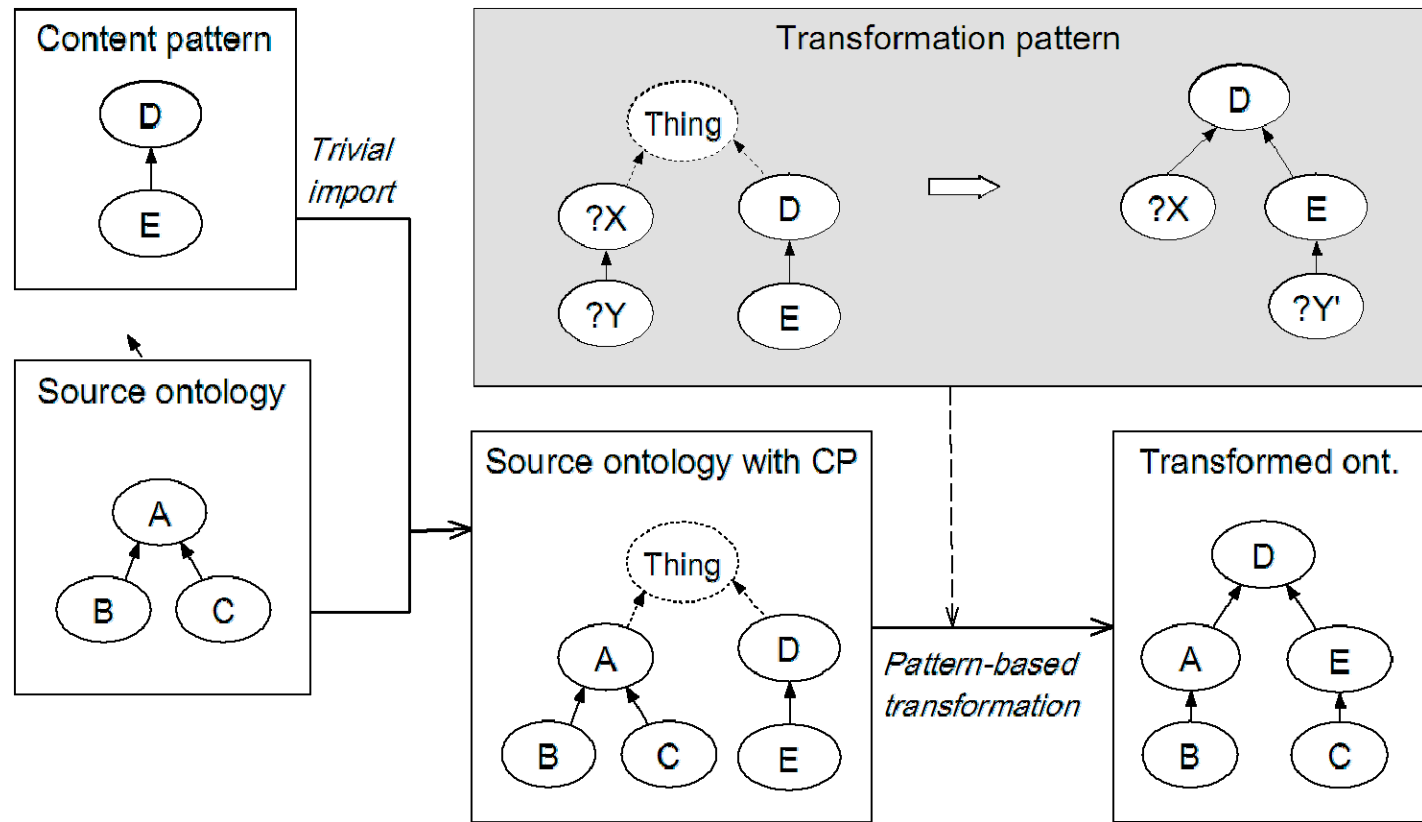 Content pattern
D
E
Trivial
import
Transformation pattern
Thing
?X
D
?Y
E
D
?X
E
?Y'
Source ontology
A
B
C
Source ontology with CP
Thing
A
D
B
C
E
Pattern-based
transformation
Transformed ont.
D
A
E
B
C